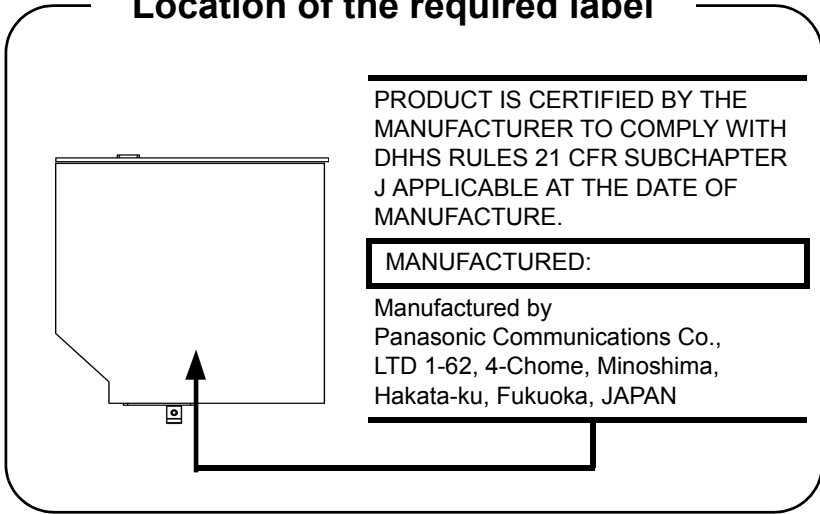 Location of the required label
PRODUCT IS CERTIFIED BY THE
MANUFACTURER TO COMPLY WITH
DHHS RULES 21 CFR SUBCHAPTER
J APPLICABLE AT THE DATE OF
MANUFACTURE.
MANUFACTURED:
Manufactured by
Panasonic Communications Co.,
LTD 1-62, 4-Chome, Minoshima,
Hakata-ku, Fukuoka, JAPAN